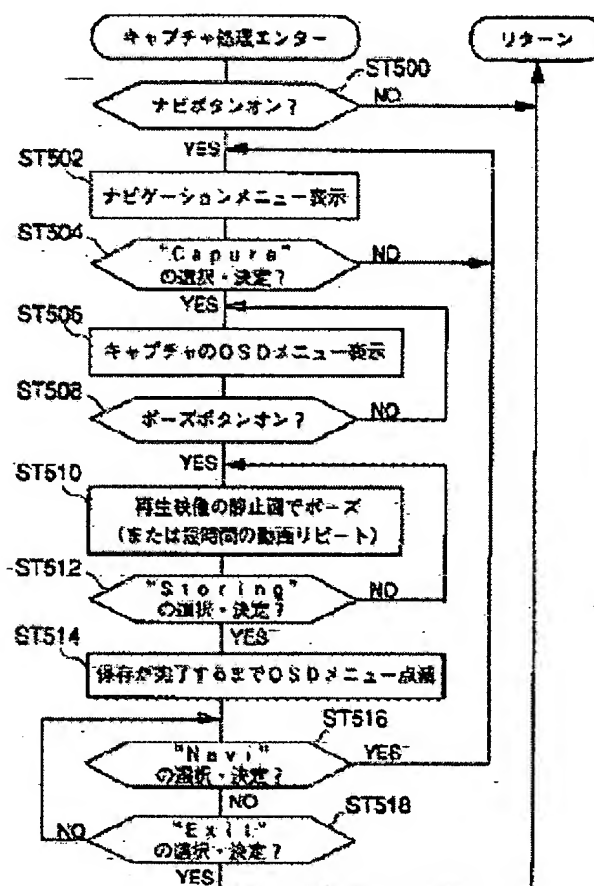 キャプチャ処理エンター
リターン
ST500
ナビボタンオン？
NO
YES
ST502
ナビゲーションメニュー表示
ST504
"Capure"
の選択・決定？
NO
YES
ST506
キャプチャのOSDメニュー表示
ST508
ポーズボタンオン？
NO
YES
ST510
再生映像の静止画でポーズ
（または短時間の動画リピート）
ST512
"Storing"
の選択・決定？
NO
YES
ST514
保存が完了するまでOSDメニュー点滅
ST516
"Navi"
の選択・決定？
YES
NO
ST518
"Exit"
の選択・決定？
NO
YES